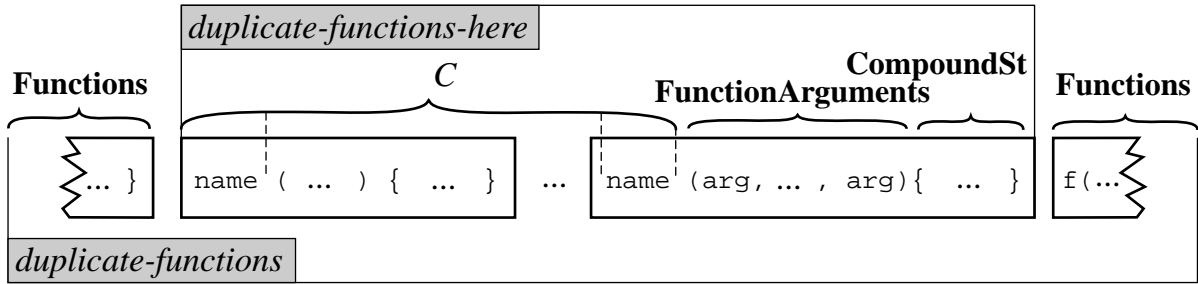 duplicate-functions-here
CompoundSt
Functions C FunctionArguments Functions
... } name ( ... ) { ... } ... name (arg, ... , arg){ ... } f(...
duplicate-functions